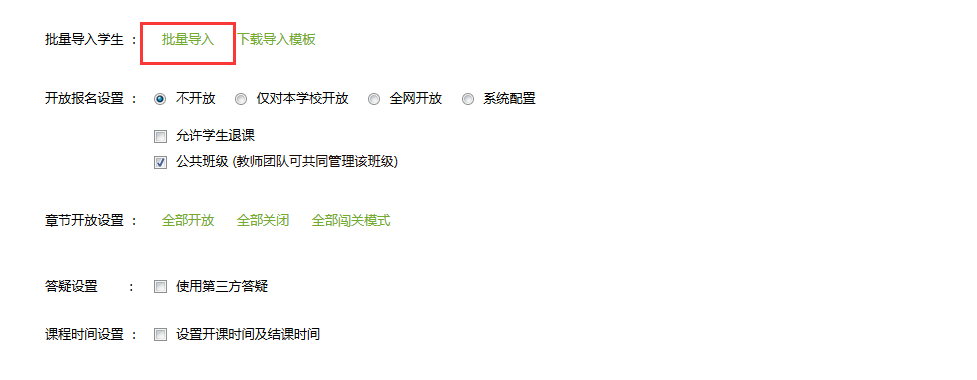 批量导入学生 : 批量导入 下载导入模板
开放报名设置 : 不开放 仅对本学校开放 全网开放 系统配置
允许学生退课
公共班级 (教师团队可共同管理该班级)
章节开放设置 : 全部开放 全部关闭 全部闯关模式
答疑设置 : 使用第三方答疑
课程时间设置 : 设置开课时间及结课时间